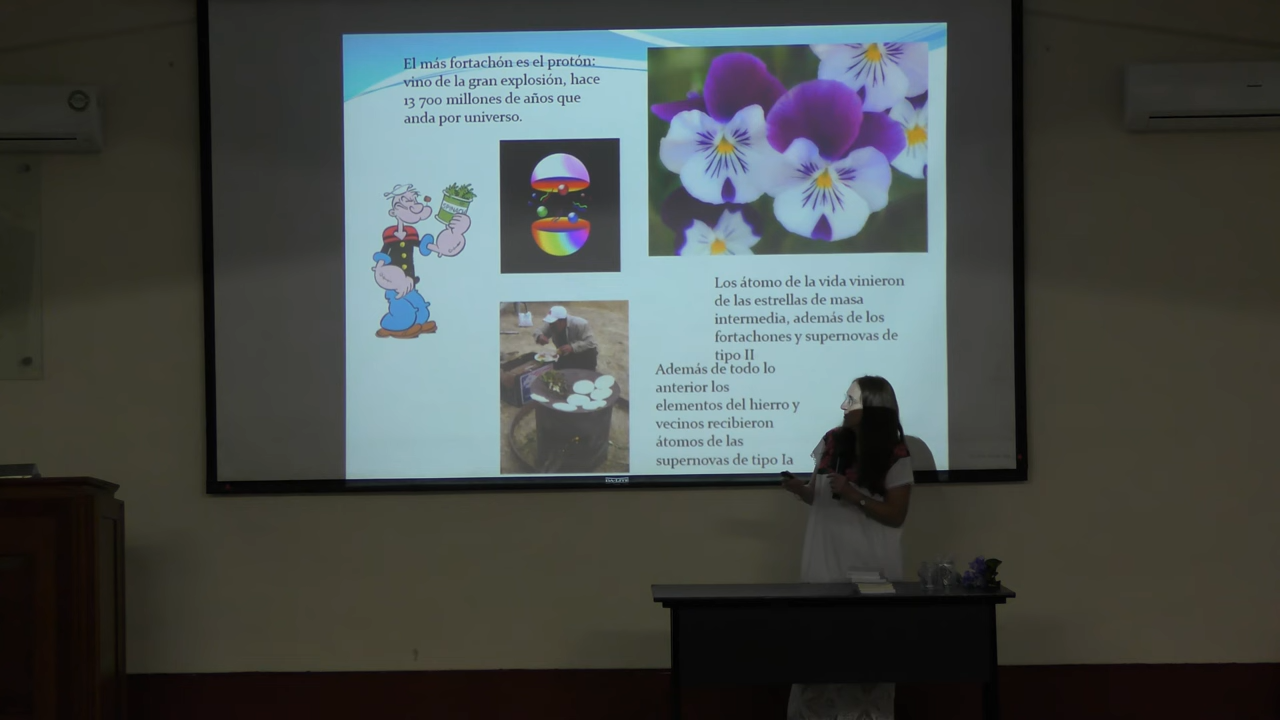 El más fortachón es el protón:
vino de la gran explosión, hace
13 700 millones de años que
anda por universo.
Los átomo de la vida vinieron
de las estrellas de masa
intermedia, además de los
fortachones y supernovas de
tipo II
Además de todo lo
anterior los
elementos del hierro y
vecinos recibieron
átomos de las
supernovas de tipo Ia